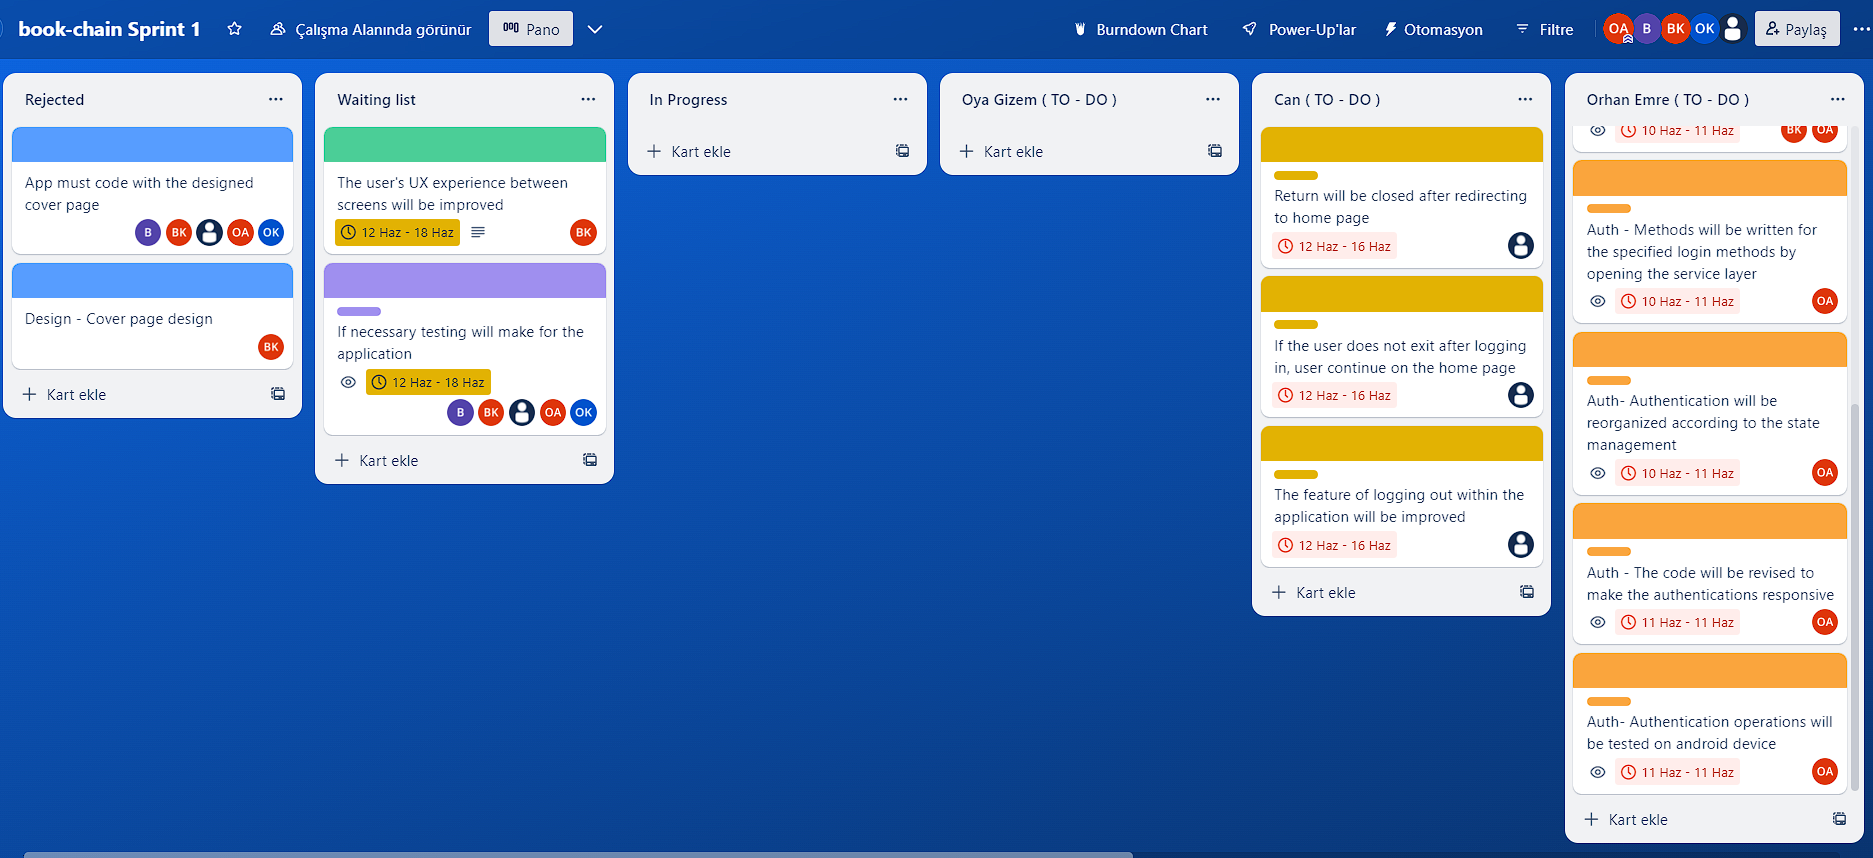 book-chain Sprint 1
Çalışma Alanında görünür
Pano
Burndown Chart
Power-Up'lar
Otomasyon
Filtre
OA
B
BK
OK
Paylaş
Rejected
App must code with the designed
cover page
B
BK
OA
OK
Design - Cover page design
BK
Kart ekle
Waiting list
The user's UX experience between
screens will be improved
12 Haz - 18 Haz
BK
If necessary testing will make for the
application
12 Haz - 18 Haz
B
BK
OA
OK
Kart ekle
In Progress
Kart ekle
Oya Gizem ( TO - DO )
Kart ekle
Can ( TO - DO )
Return will be closed after redirecting
to home page
12 Haz - 16 Haz
If the user does not exit after logging
in, user continue on the home page
12 Haz - 16 Haz
The feature of logging out within the
application will be improved
12 Haz - 16 Haz
Kart ekle
Orhan Emre ( TO - DO )
10 Haz - 11 Haz
BK
OA
Auth - Methods will be written for
the specified login methods by
opening the service layer
10 Haz - 11 Haz
OA
Auth- Authentication will be
reorganized according to the state
management
10 Haz - 11 Haz
OA
Auth - The code will be revised to
make the authentications responsive
11 Haz - 11 Haz
OA
Auth- Authentication operations will
be tested on android device
11 Haz - 11 Haz
OA
Kart ekle